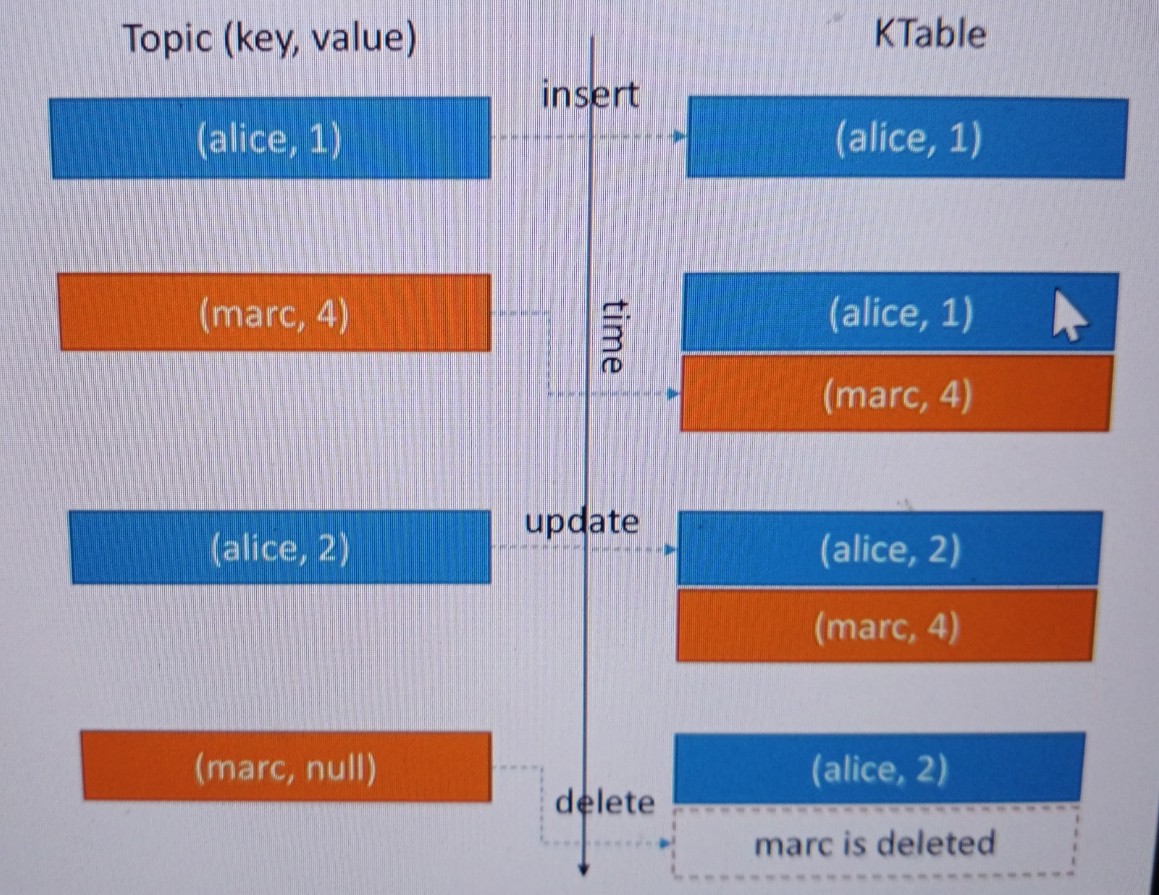 Topic (key, value)
KTable
insert
(alice, 1)
(alice, 1)
(marc, 4)
time
(alice, 1)
(marc, 4)
update
(alice, 2)
(alice, 2)
(marc, 4)
(marc, null)
(alice, 2)
delete
marc is deleted